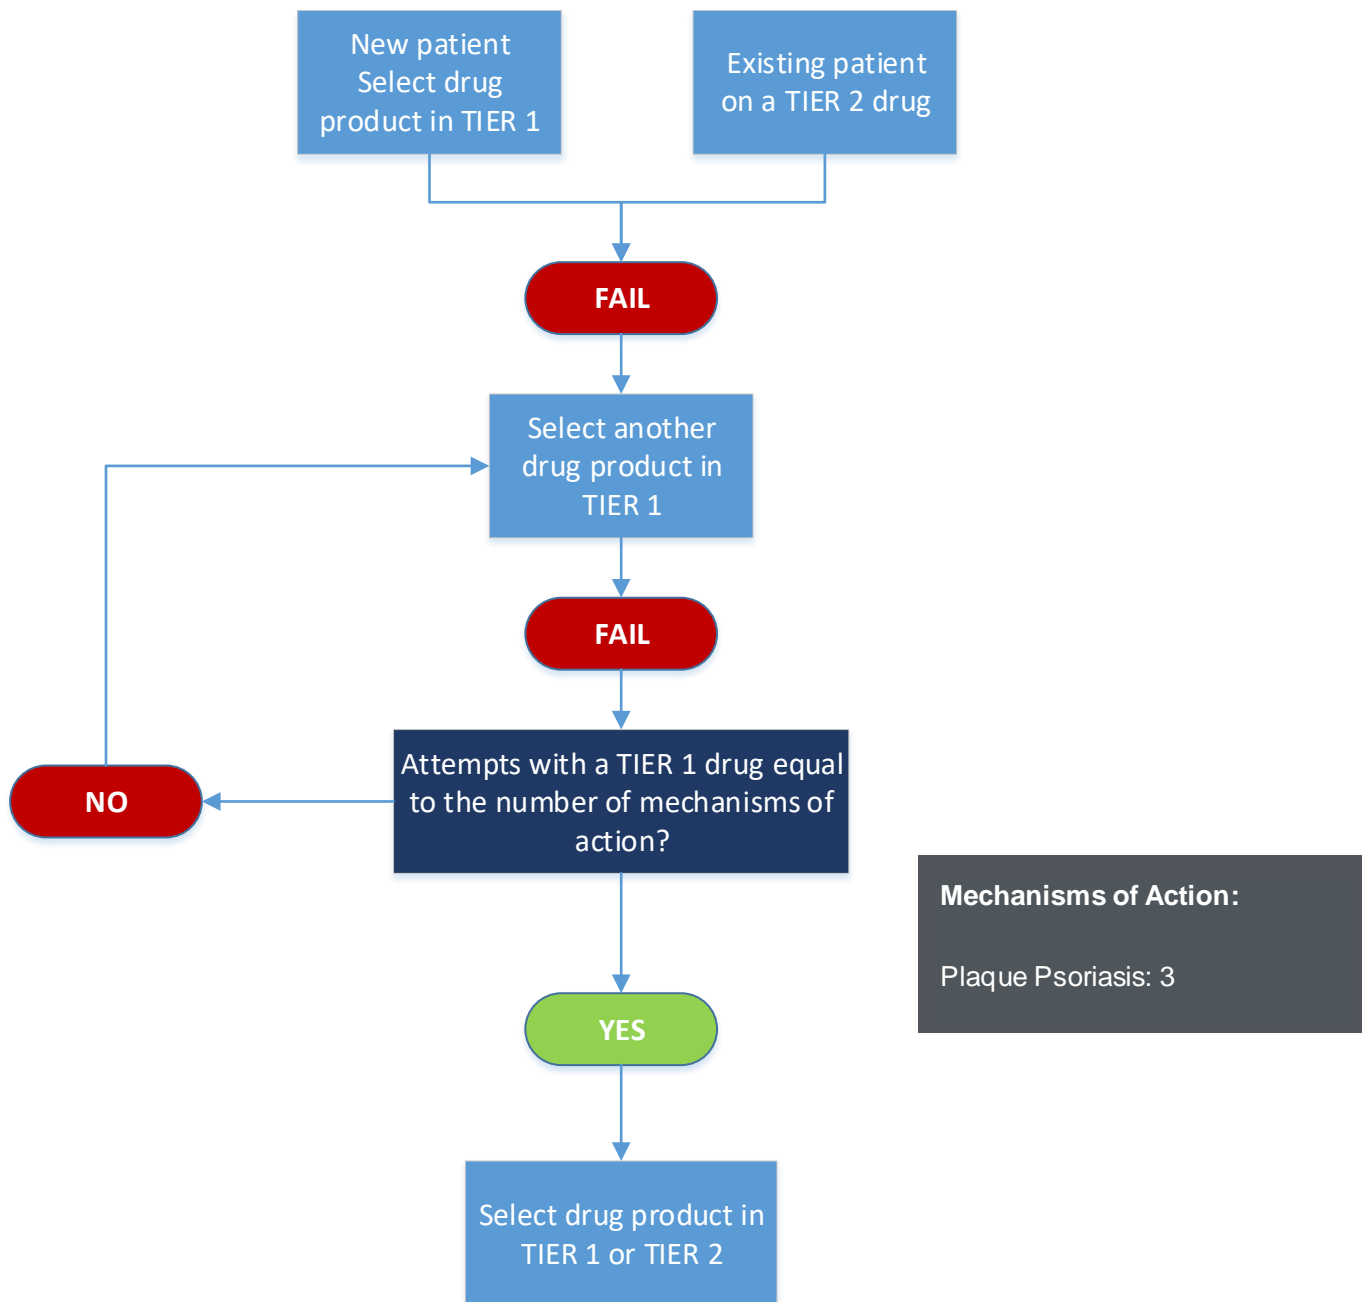 New patient
Select drug
product in TIER 1
Existing patient
on a TIER 2 drug
FAIL
Select another
drug product in
TIER 1
FAIL
Attempts with a TIER 1 drug equal
to the number of mechanisms of
action?
NO
Mechanisms of Action:
Plaque Psoriasis: 3
YES
Select drug product in
TIER 1 or TIER 2